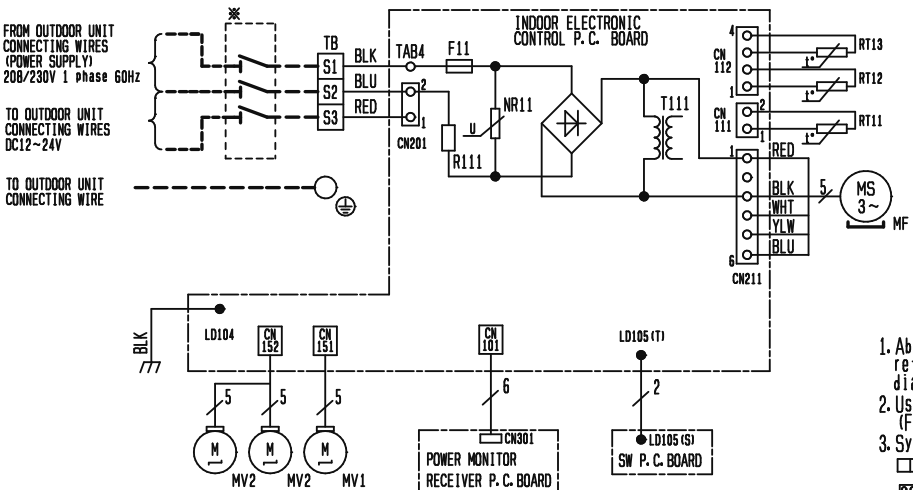 FROM OUTDOOR UNIT
CONNECTING WIRES
(POWER SUPPLY)
208/230V 1 phase 60Hz
TO OUTDOOR UNIT
CONNECTING WIRES
DC12~24V
TO OUTDOOR UNIT
CONNECTING WIRE
※
TB
S1
S2
S3
BLK
BLU
RED
TAB4
2
1
CN201
F11
R111
NR11
U
INDOOR ELECTRONIC
CONTROL P.C. BOARD
T111
4
CN
112
1
t°
RT13
t°
RT12
2
CN
111
1
t°
RT11
1
RED
BLK
WHT
YLW
BLU
6
CN211
5
MS
3~
MF
BLK
LD104
CN
152
CN
151
CN
101
LD105(T)
5
5
5
6
2
M
M
M
MV2
MV2
MV1
CN301
POWER MONITOR
RECEIVER P.C.BOARD
LD105(S)
SW P.C.BOARD
1. Ab
dia
2. Us
(F
3. Sy